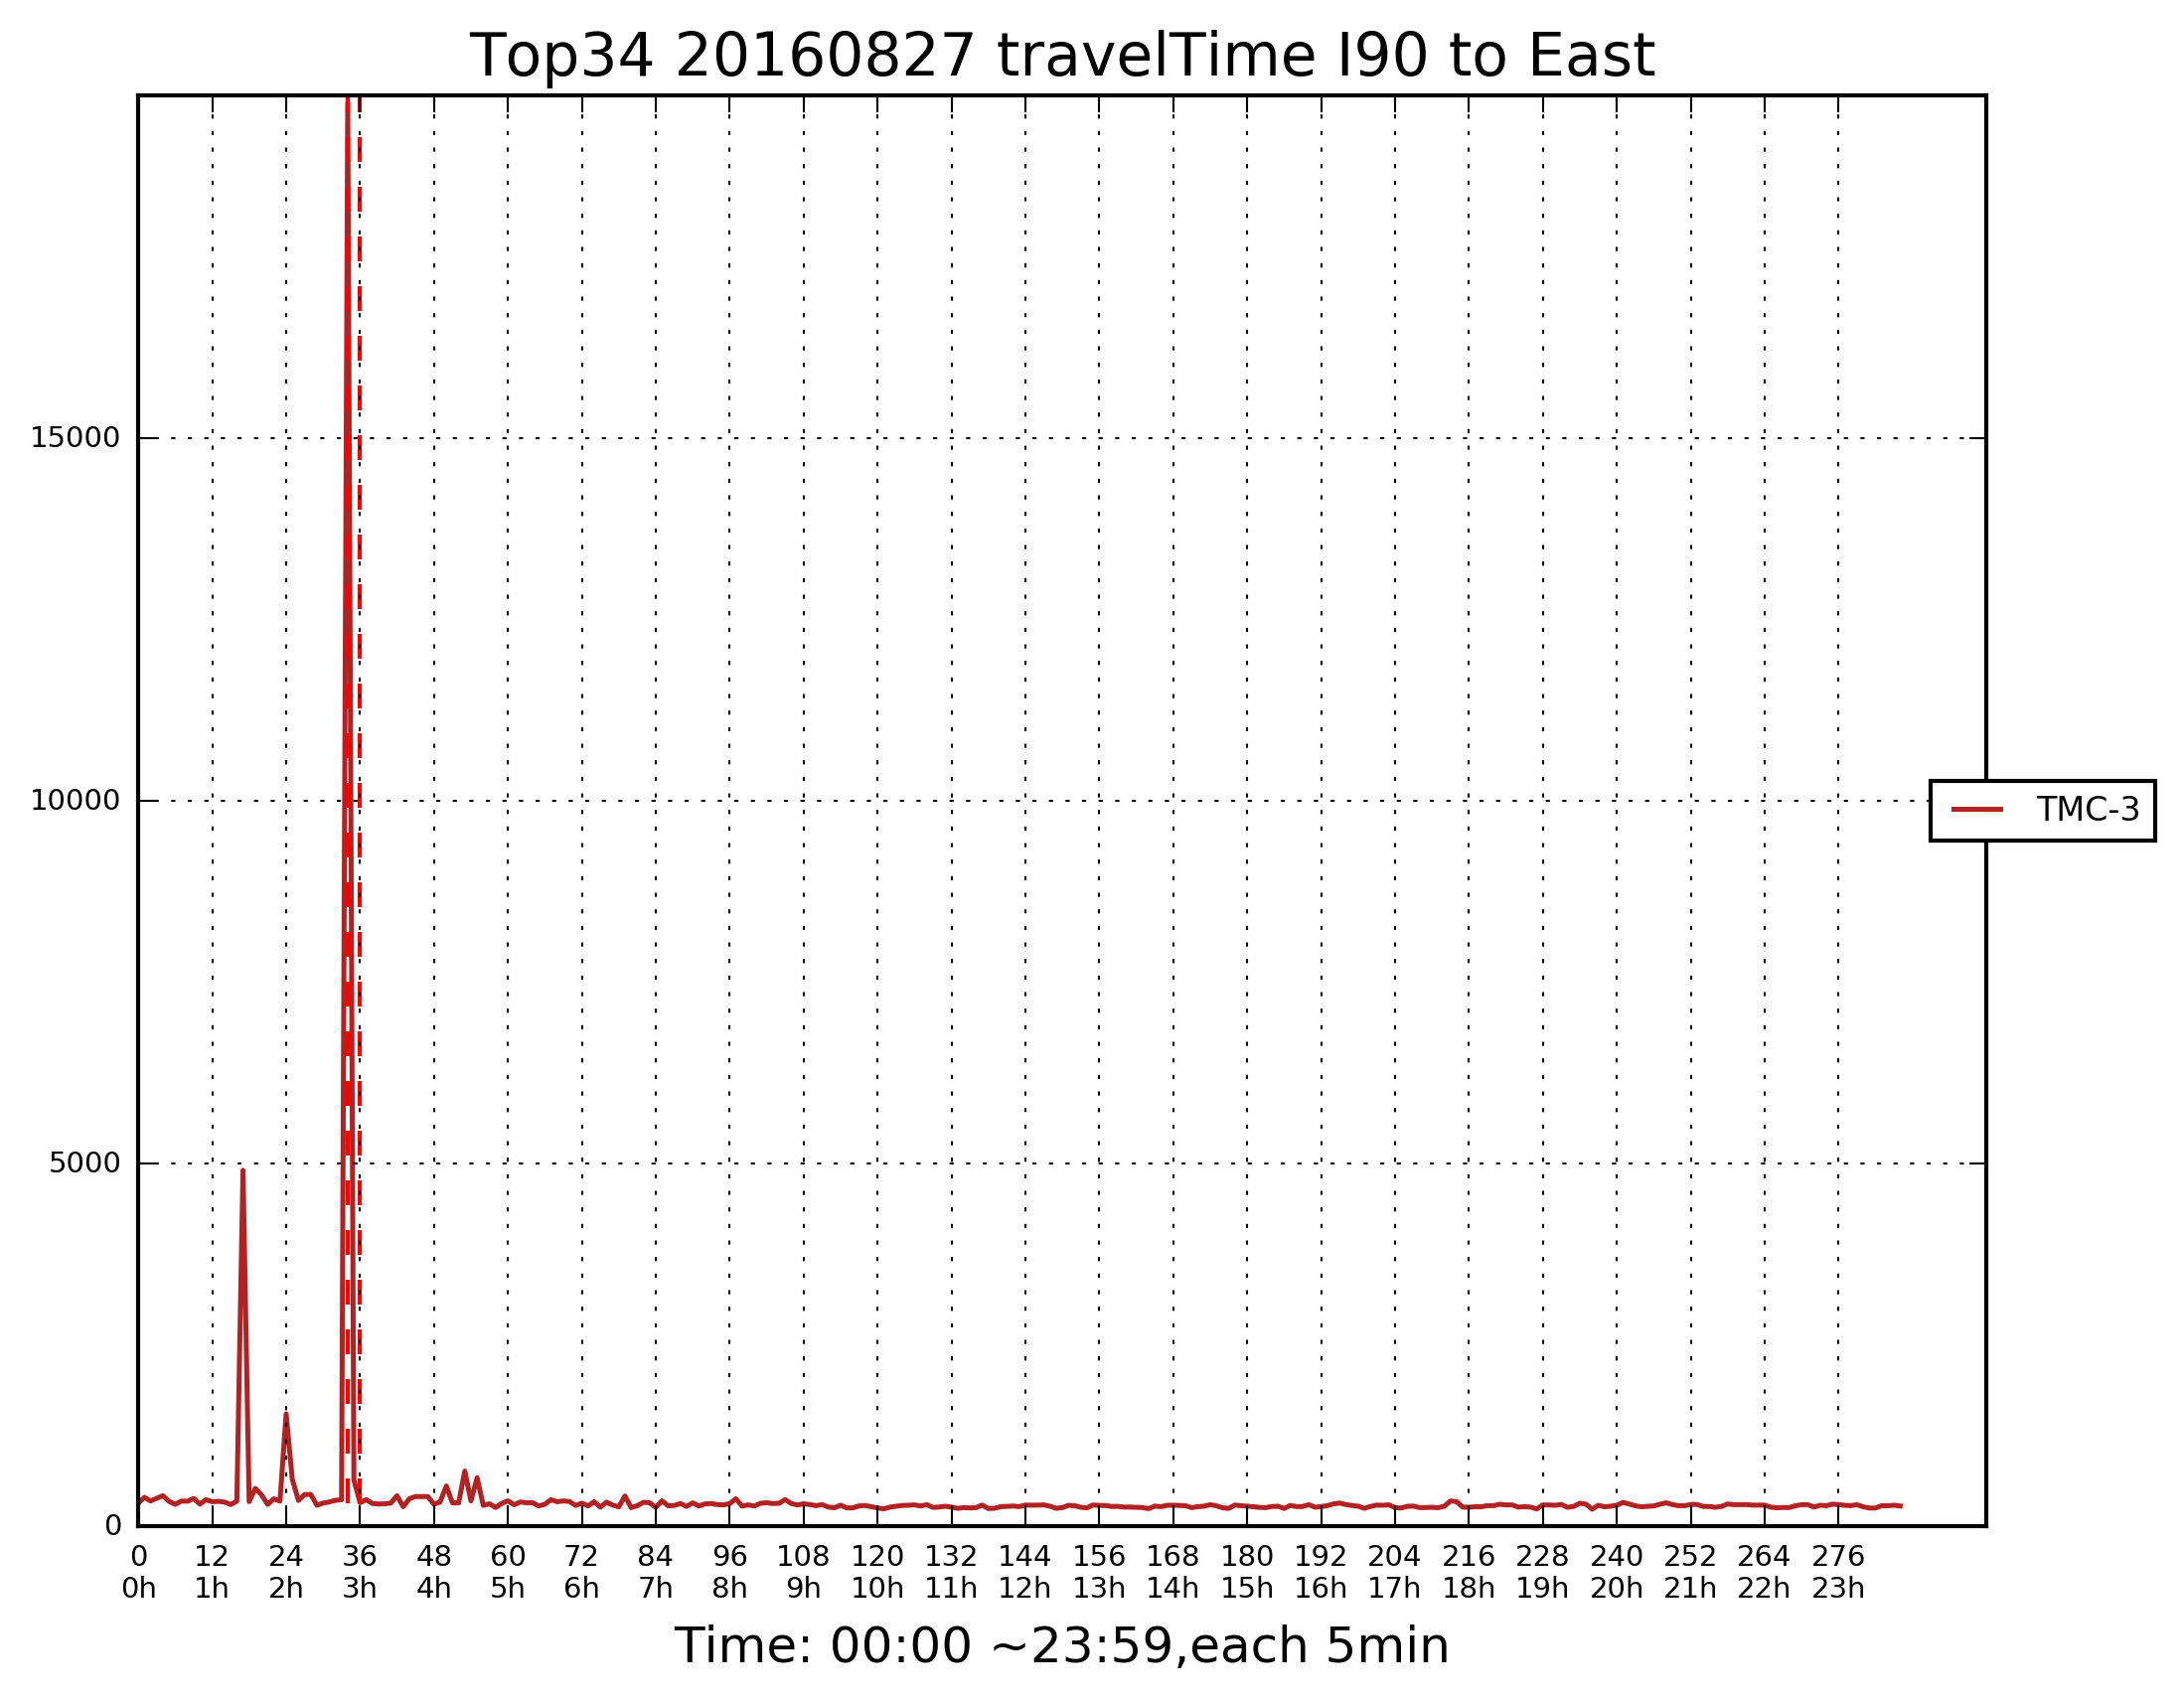 Top34 20160827 travelTime I90 to East
15000
10000
5000
0
TMC-3
0 12 24 36 48 60 72 84 96 108 120 132 144 156 168 180 192 204 216 228 240 252 264 276
0h 1h 2h 3h 4h 5h 6h 7h 8h 9h 10h 11h 12h 13h 14h 15h 16h 17h 18h 19h 20h 21h 22h 23h
Time: 00:00 ~23:59,each 5min